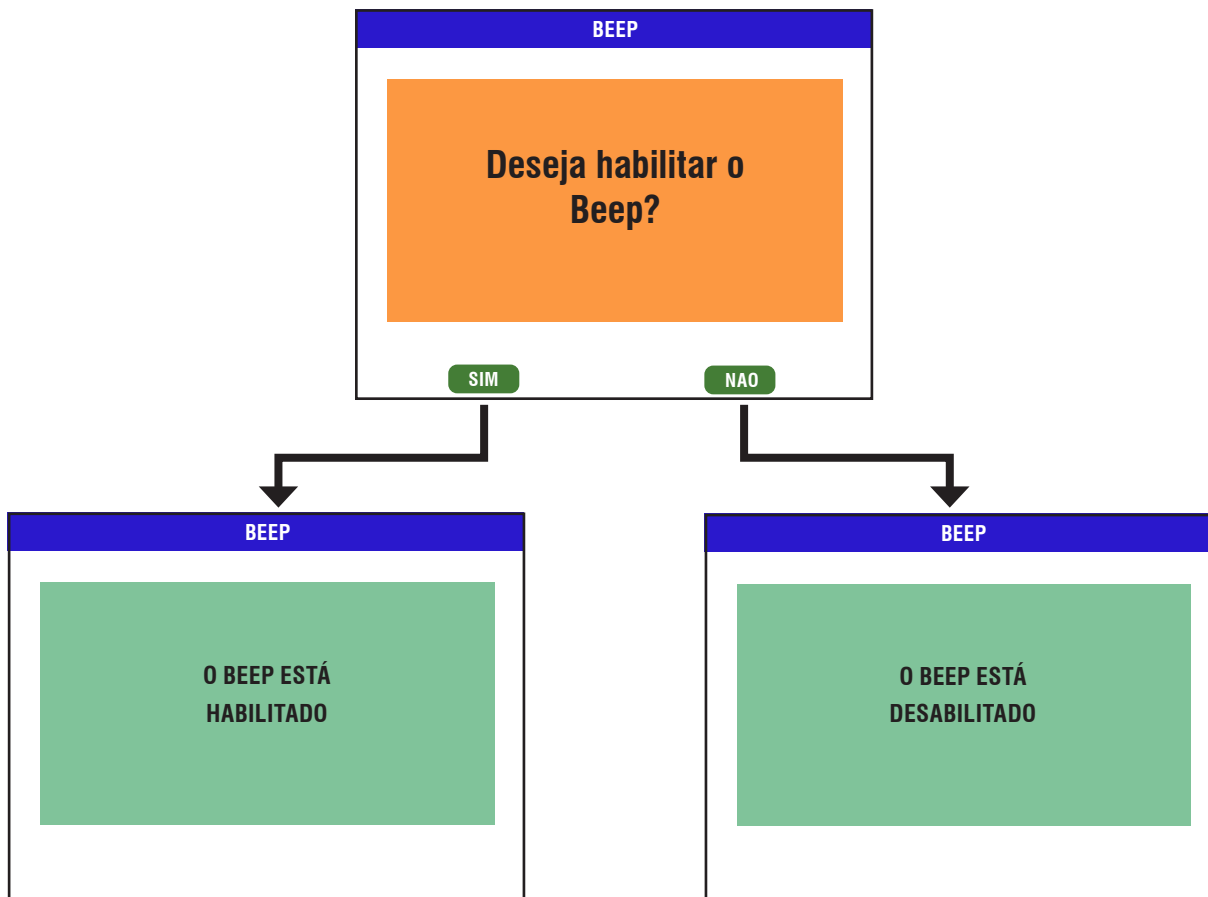 BEEP
Deseja habilitar o
Beep?
SIM
NAO
BEEP
O BEEP ESTÁ
HABILITADO
BEEP
O BEEP ESTÁ
DESABILITADO